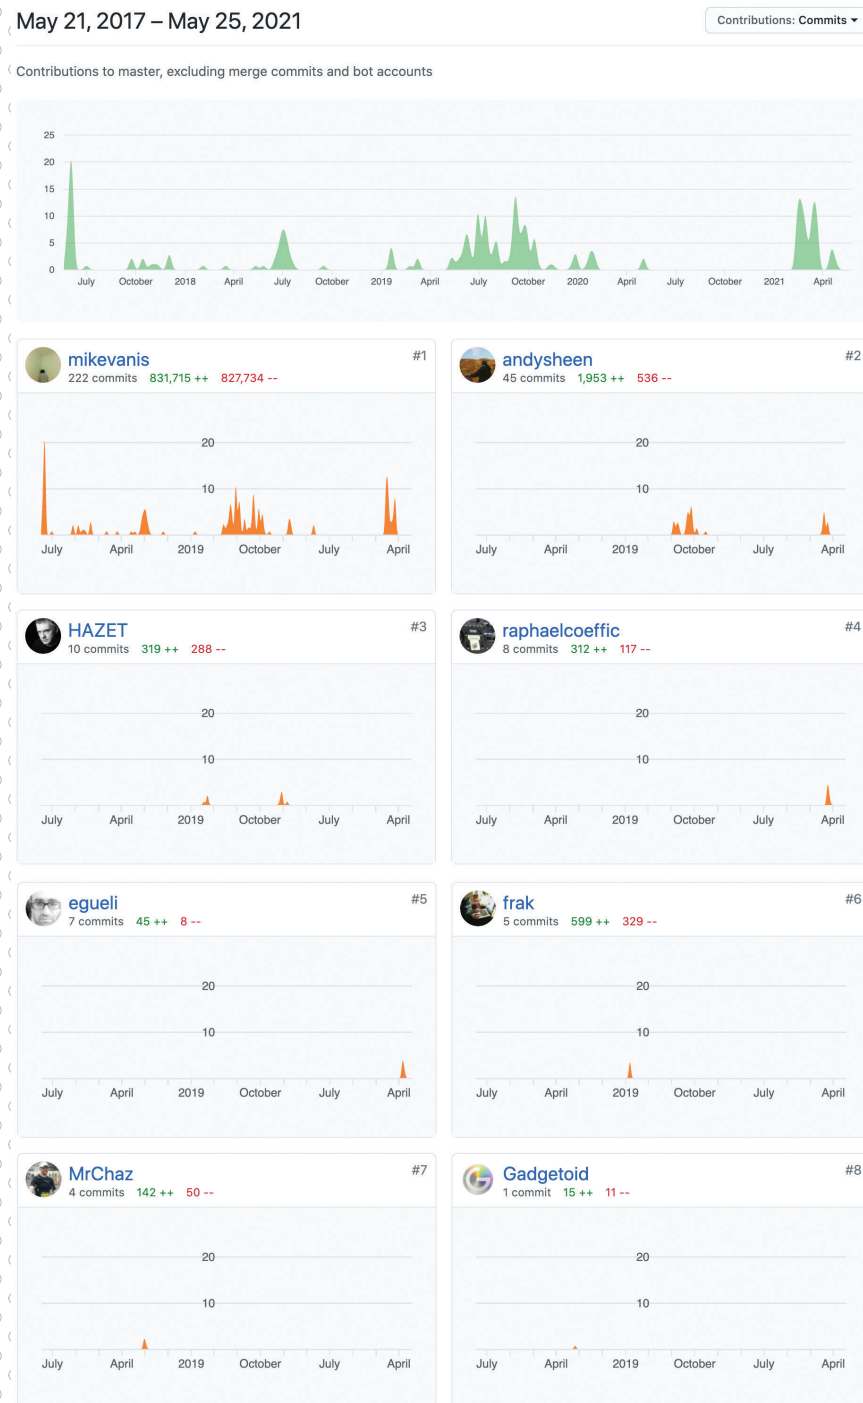 May 21, 2017 – May 25, 2021
Contributions: Commits
Contributions to master, excluding merge commits and bot accounts
25
20
15
10
5
0
July October 2018 April July October 2019 April July October 2020 April July October 2021 April
mikevanis #1
222 commits 831,715 ++ 827,734 --
20
10
July April 2019 October July April
andysheen #2
45 commits 1,953 ++ 536 --
20
10
July April 2019 October July April
HAZET #3
10 commits 319 ++ 288 --
20
10
July April 2019 October July April
raphaelcoeffic #4
8 commits 312 ++ 117 --
20
10
July April 2019 October July April
egueli #5
7 commits 45 ++ 8 --
20
10
July April 2019 October July April
frak #6
5 commits 599 ++ 329 --
20
10
July April 2019 October July April
MrChaz #7
4 commits 142 ++ 50 --
20
10
July April 2019 October July April
Gadgetoid #8
1 commit 15 ++ 11 --
20
10
July April 2019 October July April